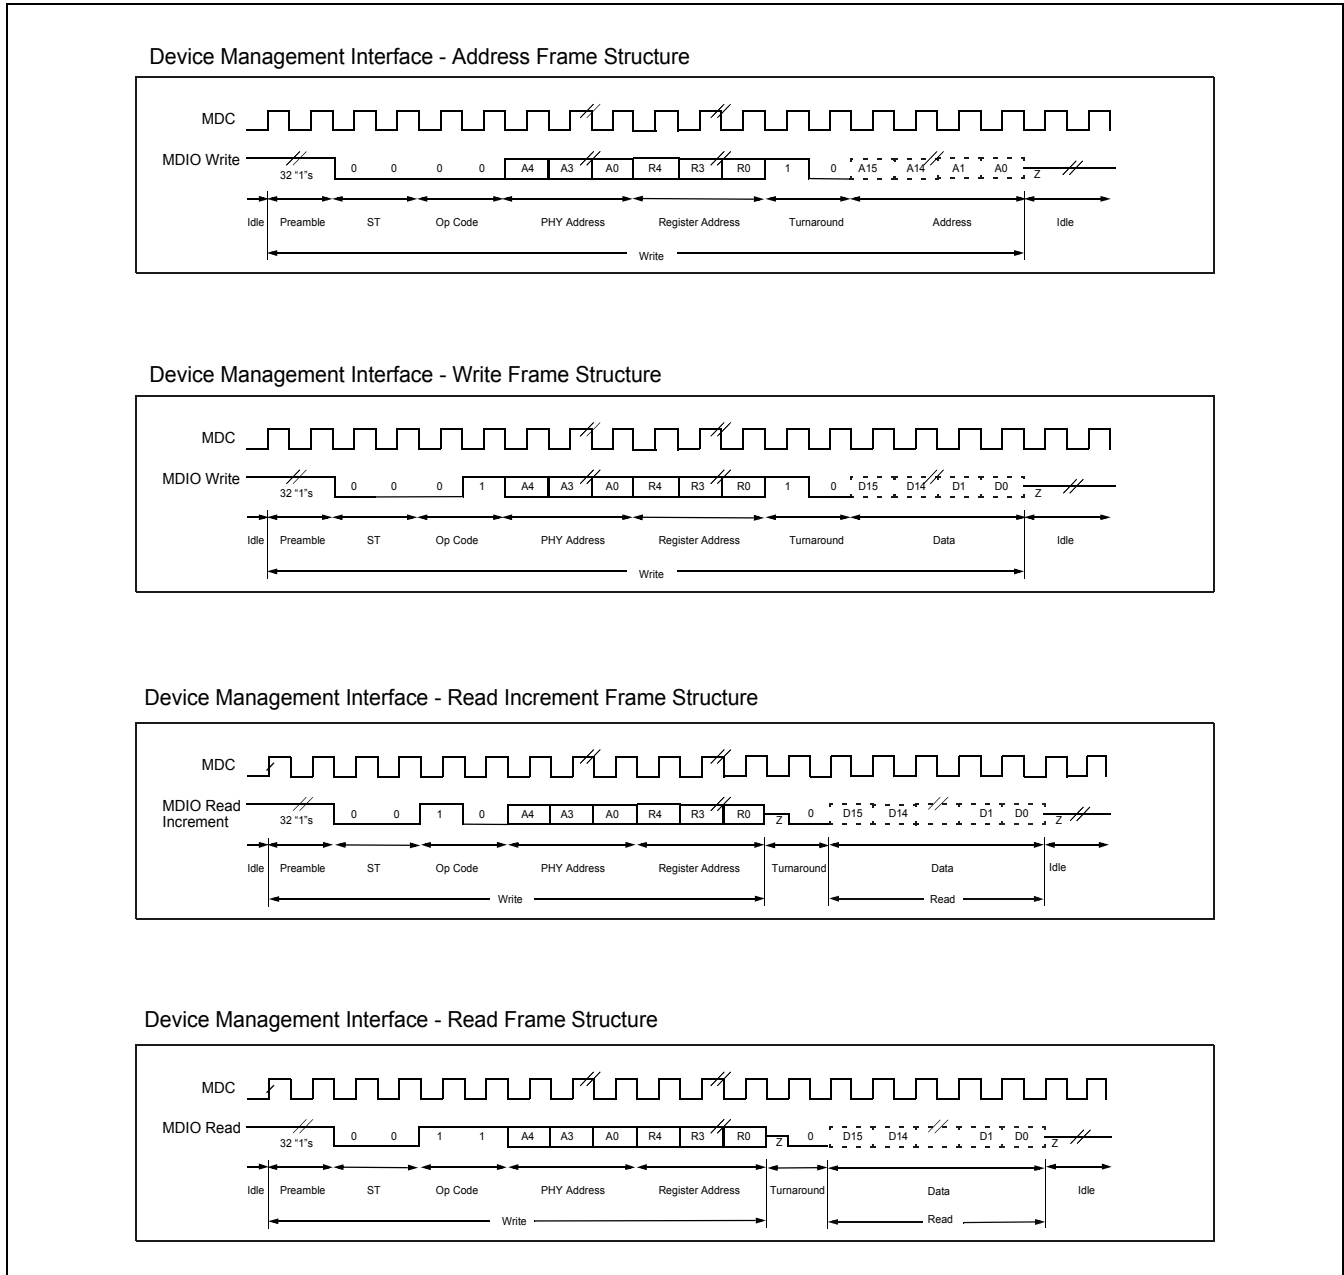 Device Management Interface - Address Frame Structure
MDC
MDIO Write
32 “1”s 0 0 0 0 A4 A3 A0 R4 R3 R0 1 0 A15 A14 A1 A0 Z
Idle Preamble ST Op Code PHY Address Register Address Turnaround Address Idle
Write
Device Management Interface - Write Frame Structure
MDC
MDIO Write
32 “1”s 0 0 0 1 A4 A3 A0 R4 R3 R0 1 0 D15 D14 D1 D0 Z
Idle Preamble ST Op Code PHY Address Register Address Turnaround Data Idle
Write
Device Management Interface - Read Increment Frame Structure
MDC
MDIO Read
Increment
32 “1”s 0 0 1 0 A4 A3 A0 R4 R3 R0 Z 0 D15 D14 D1 D0 Z
Idle Preamble ST Op Code PHY Address Register Address Turnaround Data Idle
Write Read
Device Management Interface - Read Frame Structure
MDC
MDIO Read
32 “1”s 0 0 1 1 A4 A3 A0 R4 R3 R0 Z 0 D15 D14 D1 D0 Z
Idle Preamble ST Op Code PHY Address Register Address Turnaround Data Idle
Write Read